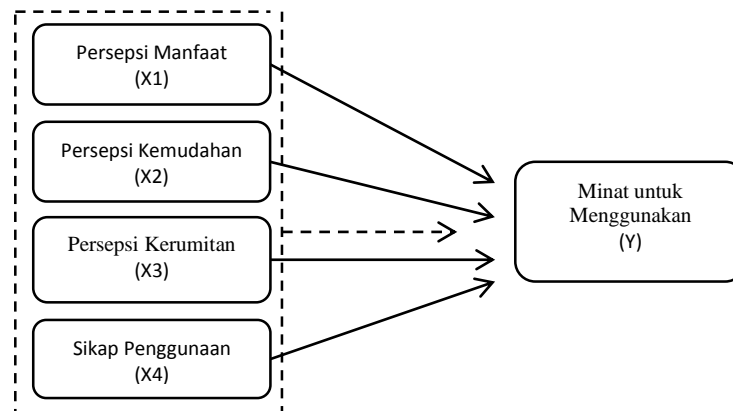 Persepsi Manfaat
(X1)
Persepsi Kemudahan
(X2)
Persepsi Kerumitan
(X3)
Sikap Penggunaan
(X4)
Minat untuk
Menggunakan
(Y)